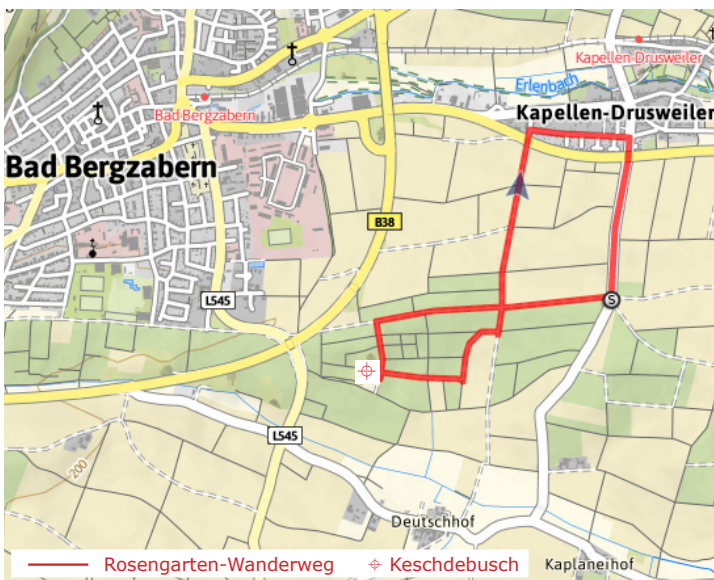 Kapellen-Drusweiler
Erlenbach
Kapellen-Drusweiler
Bad Bergzabern
Bad Bergzabern
B38
L545
S
L545
200
Deutschhof
Kaplaneihof
Rosengarten-Wanderweg
Keschdebusch